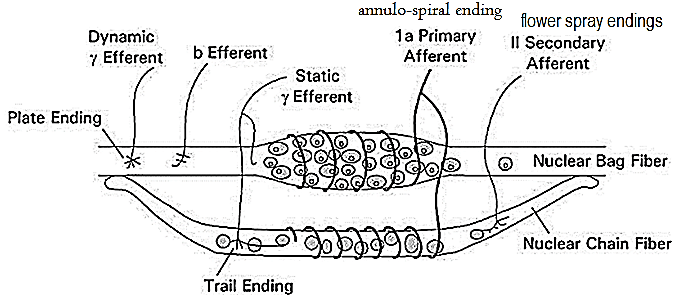 annulo-spiral ending
flower spray endings
Dynamic
γ Efferent
b Efferent
Static
γ Efferent
1a Primary
Afferent
II Secondary
Afferent
Plate Ending
Nuclear Bag Fiber
Nuclear Chain Fiber
Trail Ending